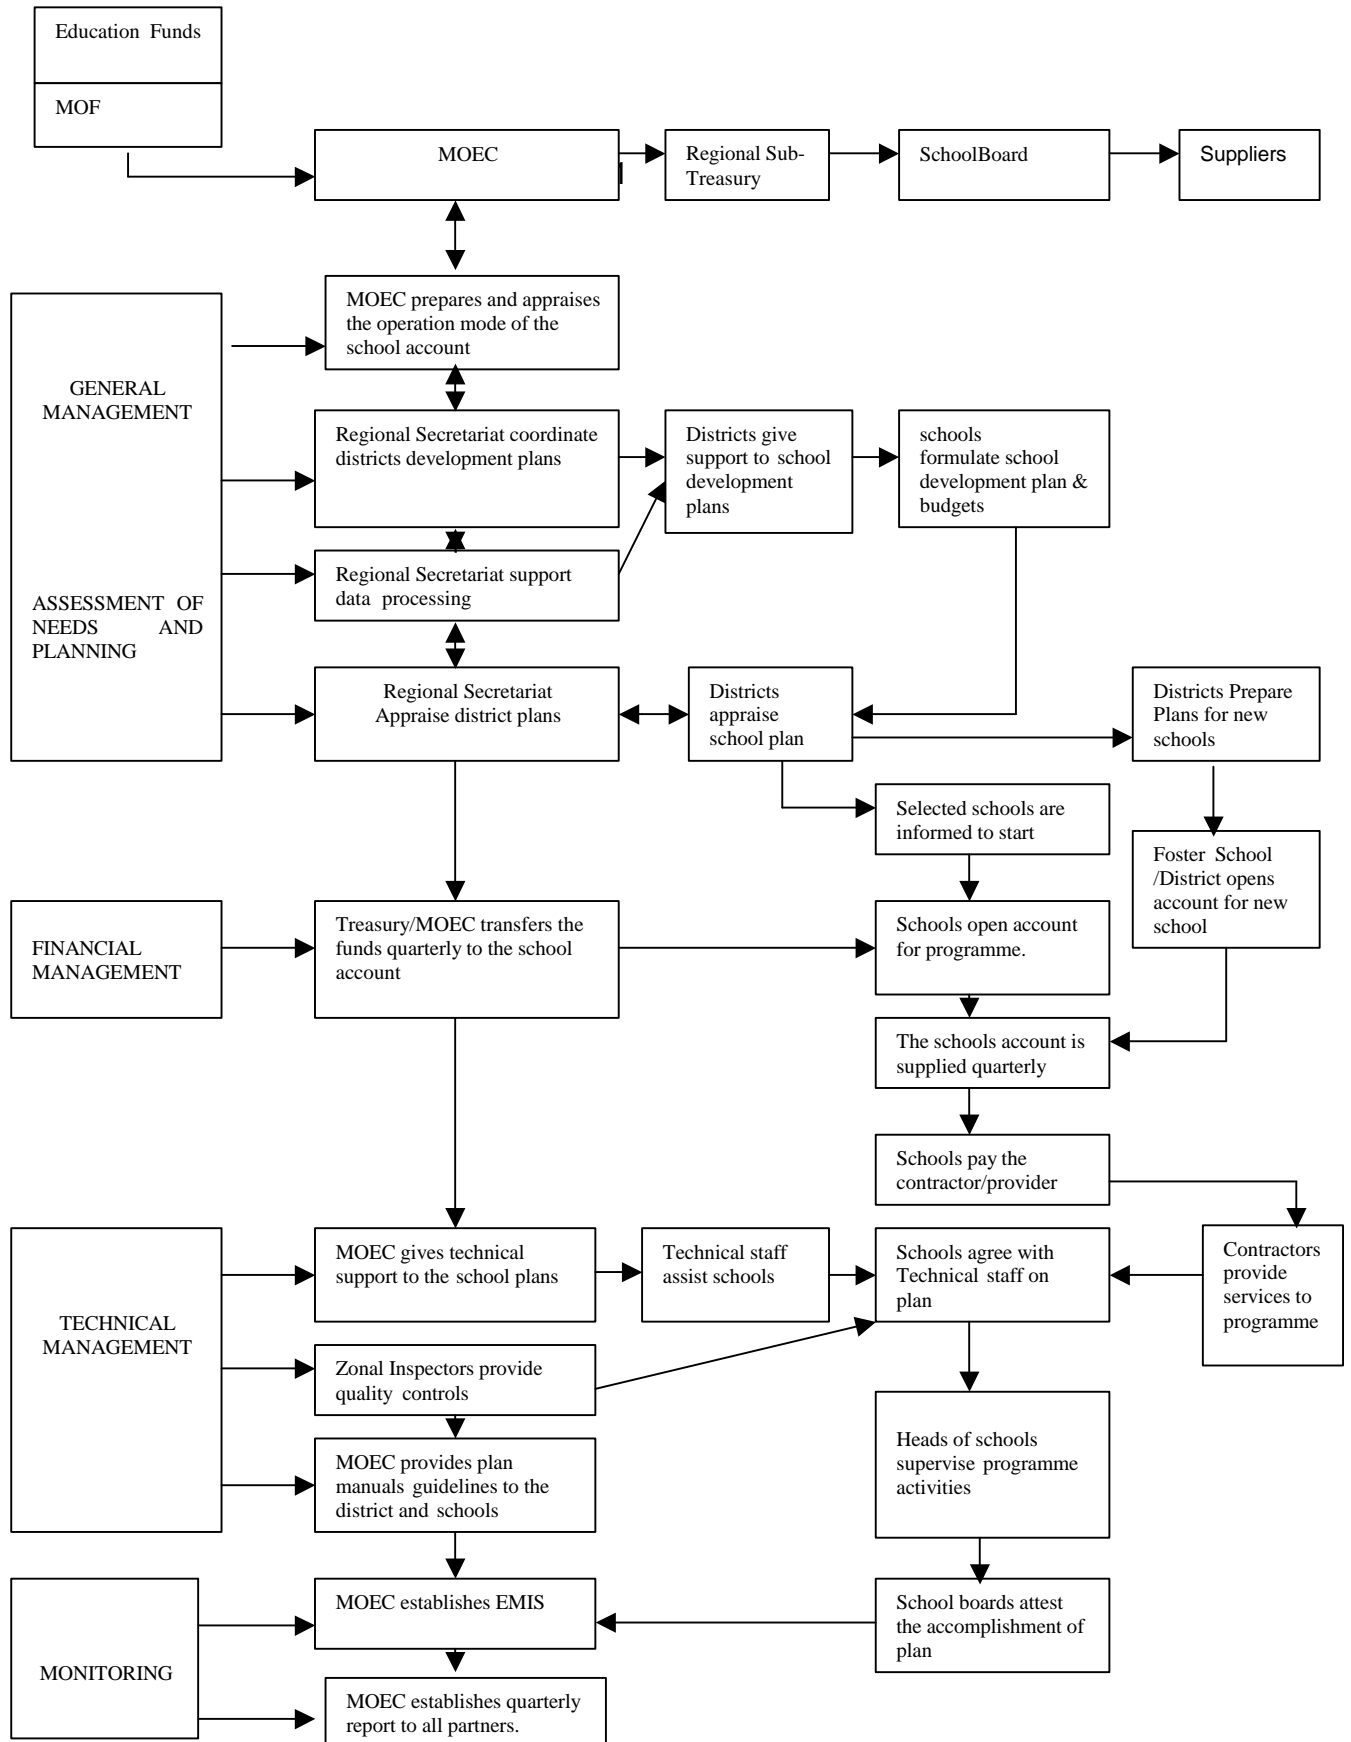 Education Funds
MOF
MOEC
Regional Sub-
Treasury
SchoolBoard
Suppliers
MOEC prepares and appraises
the operation mode of the
school account
GENERAL
MANAGEMENT
Regional Secretariat coordinate
districts development plans
Districts give
support to school
development
plans
schools
formulate school
development plan &
budgets
Regional Secretariat support
data processing
ASSESSMENT OF
NEEDS AND
PLANNING
Regional Secretariat
Appraise district plans
Districts
appraise
school plan
Districts Prepare
Plans for new
schools
Selected schools are
informed to start
Foster School
/District opens
account for new
school
FINANCIAL
MANAGEMENT
Treasury/MOEC transfers the
funds quarterly to the school
account
Schools open account
for programme.
The schools account is
supplied quarterly
Schools pay the
contractor/provider
TECHNICAL
MANAGEMENT
MOEC gives technical
support to the school plans
Technical staff
assist schools
Schools agree with
Technical staff on
plan
Contractors
provide
services to
programme
Zonal Inspectors provide
quality controls
Heads of schools
supervise programme
activities
MOEC provides plan
manuals guidelines to the
district and schools
MONITORING
MOEC establishes EMIS
School boards attest
the accomplishment of
plan
MOEC establishes quarterly
report to all partners.